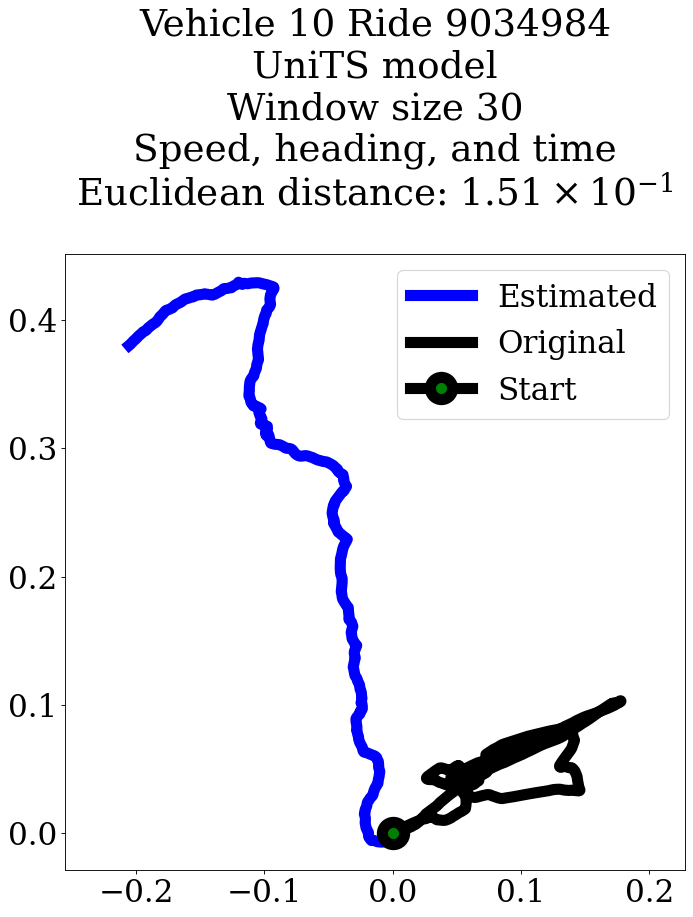 Vehicle 10 Ride 9034984
UniTS model
Window size 30
Speed, heading, and time
Euclidean distance: 1.51 × 10⁻¹
Estimated
Original
Start
0.4
0.3
0.2
0.1
0.0
−0.2 −0.1 0.0 0.1 0.2